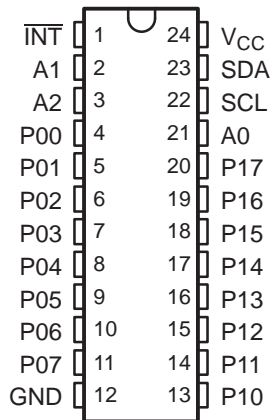 INT 1 24 VCC
A1 2 23 SDA
A2 3 22 SCL
P00 4 21 A0
P01 5 20 P17
P02 6 19 P16
P03 7 18 P15
P04 8 17 P14
P05 9 16 P13
P06 10 15 P12
P07 11 14 P11
GND 12 13 P10